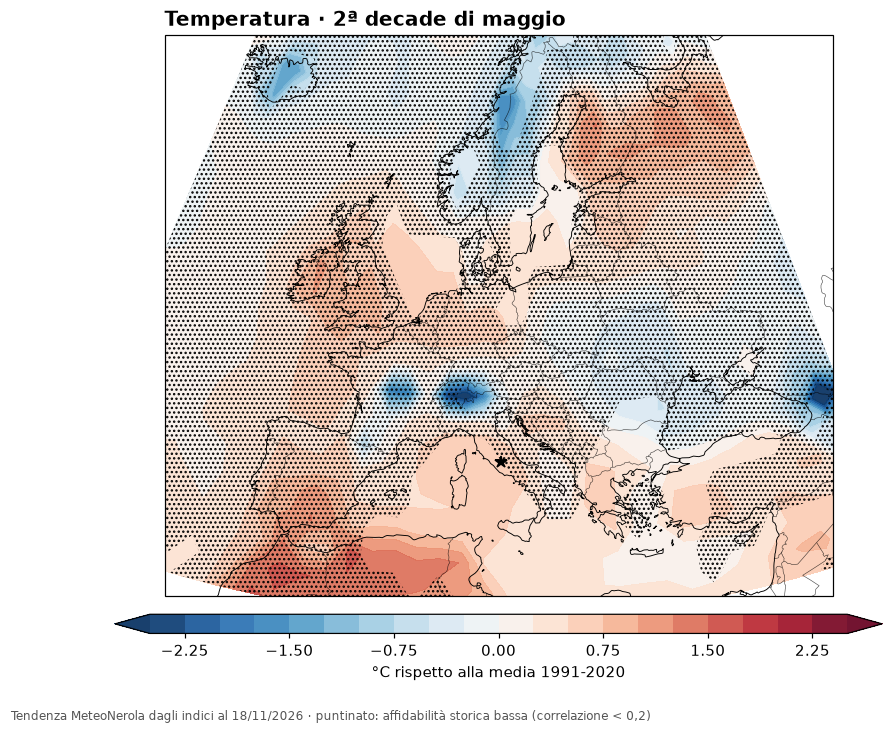 Temperatura · 2ª decade di maggio
−2.25 −1.50 −0.75 0.00 0.75 1.50 2.25
°C rispetto alla media 1991-2020
Tendenza MeteoNerola dagli indici al 18/11/2026 · puntinato: affidabilità storica bassa (correlazione < 0,2)